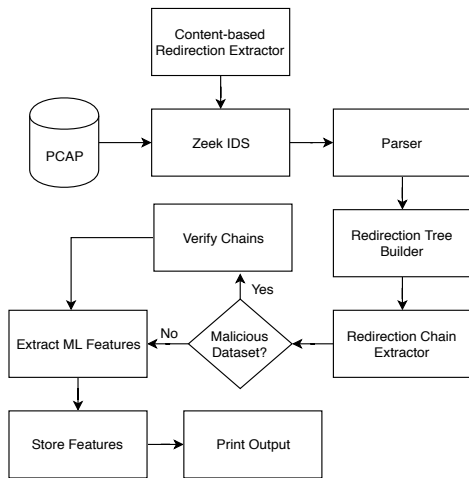 Content-based
Redirection Extractor
PCAP
Zeek IDS
Parser
Verify Chains
Redirection Tree
Builder
Yes
Extract ML Features
No
Malicious
Dataset?
Redirection Chain
Extractor
Store Features
Print Output